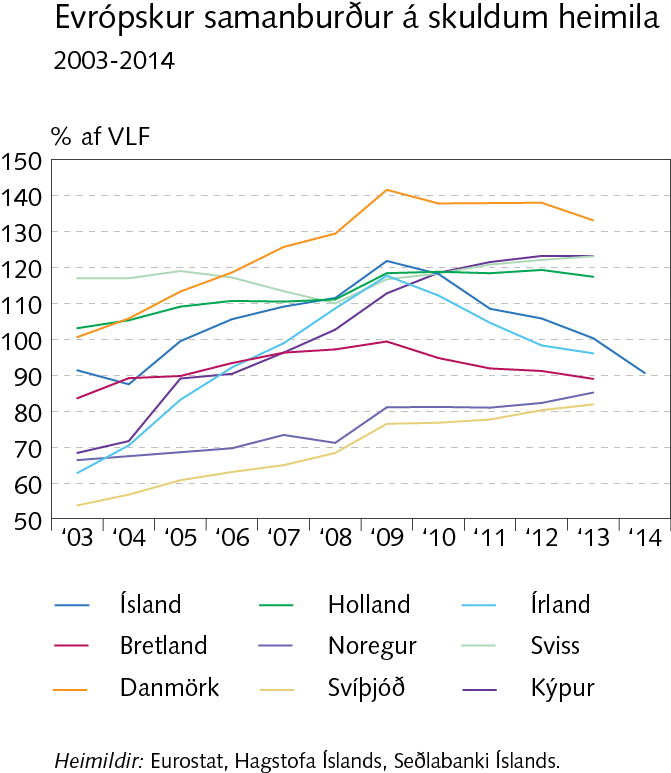 Evrópskur samanburður á skuldum heimila
2003-2014
% af VLF
150
140
130
120
110
100
90
80
70
60
50
‘03 ‘04 ‘05 ‘06 ‘07 ‘08 ‘09 ‘10 ‘11 ‘12 ‘13 ‘14
Ísland Holland Írland
Bretland Noregur Sviss
Danmörk Svíþjóð Kýpur
Heimildir: Eurostat, Hagstofa Íslands, Seðlabanki Íslands.